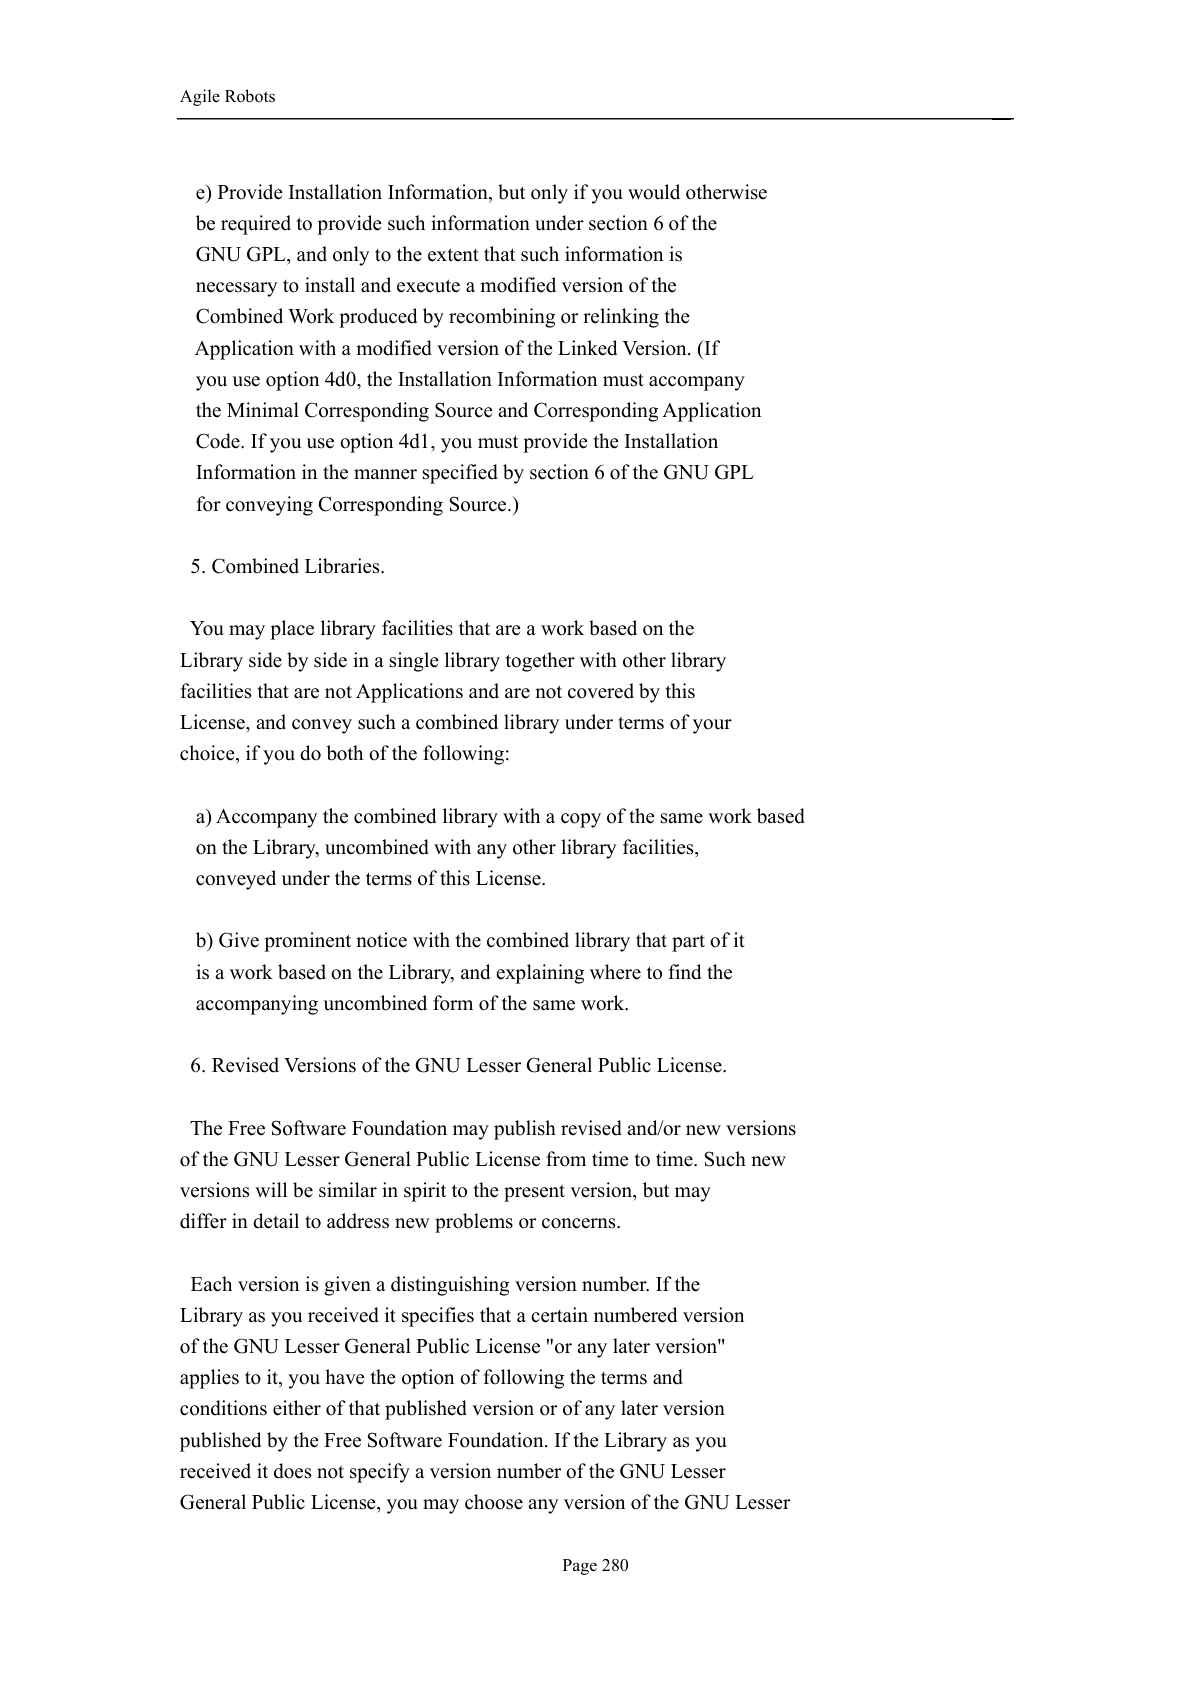 Agile Robots
e) Provide Installation Information, but only if you would otherwise
be required to provide such information under section 6 of the
GNU GPL, and only to the extent that such information is
necessary to install and execute a modified version of the
Combined Work produced by recombining or relinking the
Application with a modified version of the Linked Version. (If
you use option 4d0, the Installation Information must accompany
the Minimal Corresponding Source and Corresponding Application
Code. If you use option 4d1, you must provide the Installation
Information in the manner specified by section 6 of the GNU GPL
for conveying Corresponding Source.)
5. Combined Libraries.
You may place library facilities that are a work based on the
Library side by side in a single library together with other library
facilities that are not Applications and are not covered by this
License, and convey such a combined library under terms of your
choice, if you do both of the following:
a) Accompany the combined library with a copy of the same work based
on the Library, uncombined with any other library facilities,
conveyed under the terms of this License.
b) Give prominent notice with the combined library that part of it
is a work based on the Library, and explaining where to find the
accompanying uncombined form of the same work.
6. Revised Versions of the GNU Lesser General Public License.
The Free Software Foundation may publish revised and/or new versions
of the GNU Lesser General Public License from time to time. Such new
versions will be similar in spirit to the present version, but may
differ in detail to address new problems or concerns.
Each version is given a distinguishing version number. If the
Library as you received it specifies that a certain numbered version
of the GNU Lesser General Public License "or any later version"
applies to it, you have the option of following the terms and
conditions either of that published version or of any later version
published by the Free Software Foundation. If the Library as you
received it does not specify a version number of the GNU Lesser
General Public License, you may choose any version of the GNU Lesser
Page 280